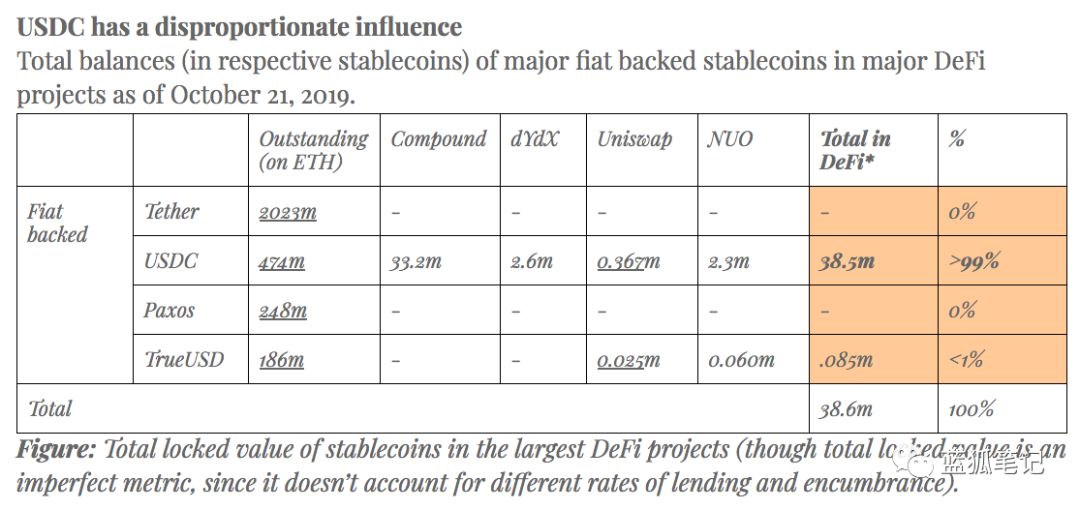 USDC has a disproportionate influence
Total balances (in respective stablecoins) of major fiat backed stablecoins in major DeFi
projects as of October 21, 2019.
Outstanding (on ETH) Compound dYdX Uniswap NUO Total in DeFi* %
Fiat backed Tether 2023m - - - - - 0%
USDC 474m 33.2m 2.6m 0.367m 2.3m 38.5m >99%
Paxos 248m - - - - - 0%
TrueUSD 186m - - 0.025m 0.060m .085m <1%
Total 38.6m 100%
Figure: Total locked value of stablecoins in the largest DeFi projects (though total locked value is an
imperfect metric, since it doesn't account for different rates of lending and encumbrance).
蓝狐笔记